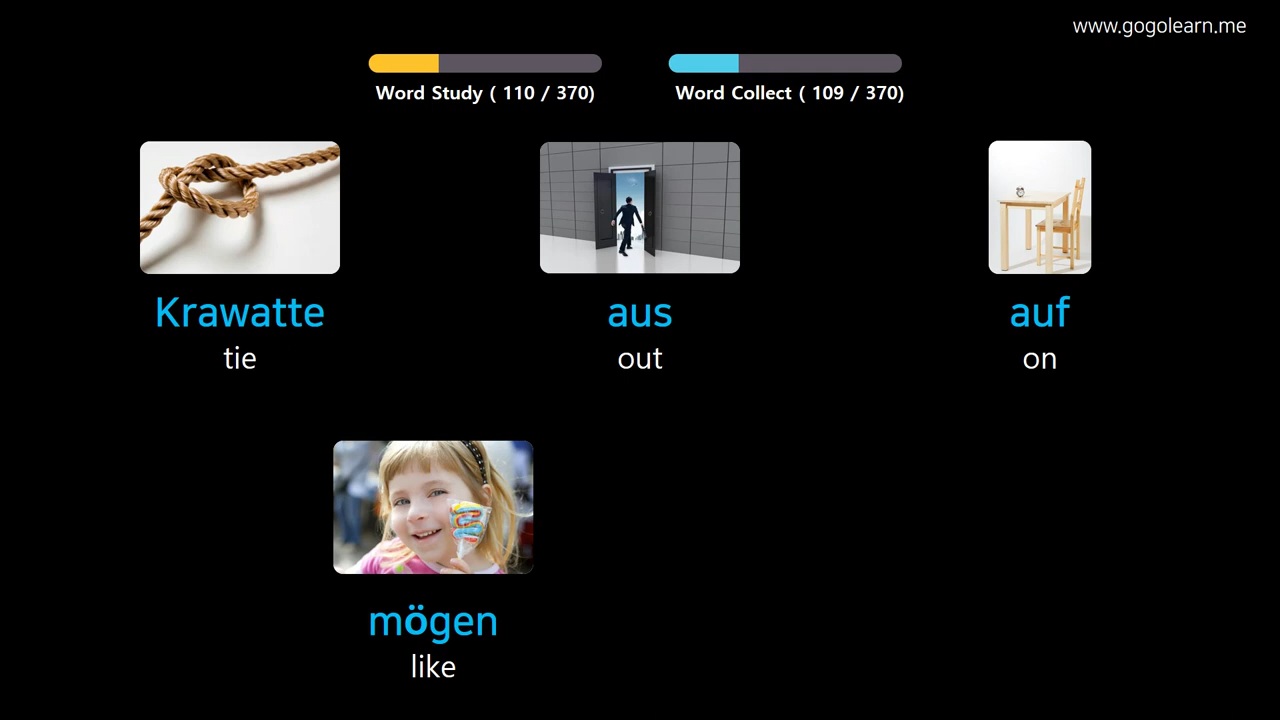 www.gogolearn.me
Word Study ( 110 / 370)
Word Collect ( 109 / 370)
Krawatte
tie
aus
out
auf
on
mögen
like